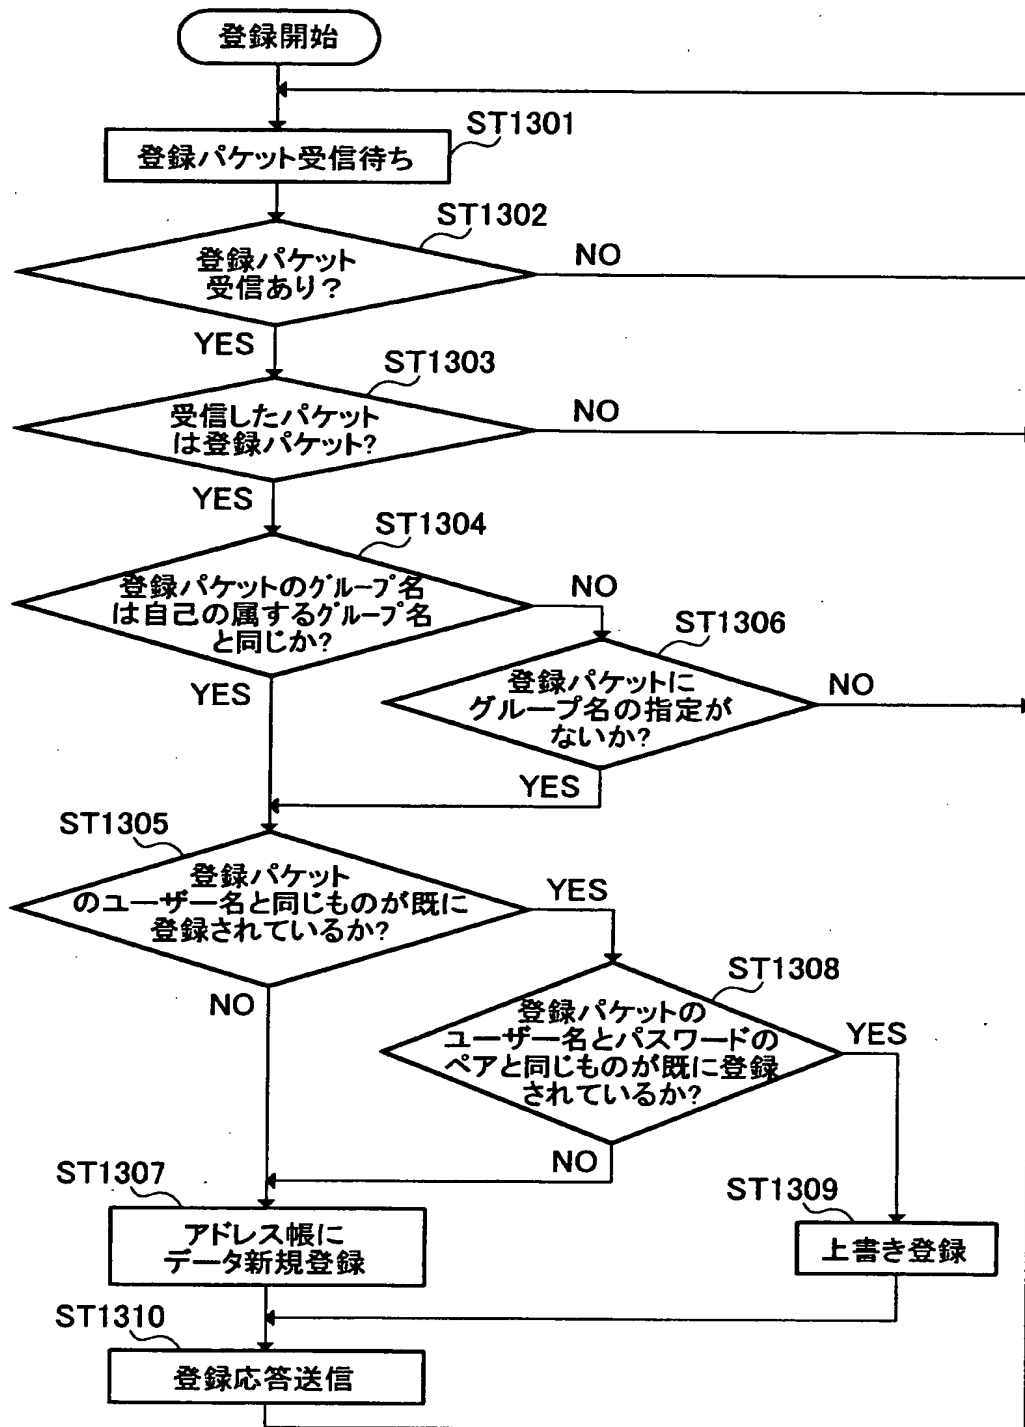 登録開始
ST1301
登録パケット受信待ち
ST1302
登録パケット
受信あり?
NO
YES
ST1303
受信したパケット
は登録パケット?
NO
YES
ST1304
登録パケットのグループ名
は自己の属するグループ名
と同じか?
NO
YES
ST1306
登録パケットに
グループ名の指定が
ないか?
NO
YES
ST1305
登録パケット
のユーザー名と同じものが既に
登録されているか?
YES
NO
ST1308
登録パケットの
ユーザー名とパスワードの
ペアと同じものが既に登録
されているか?
YES
NO
ST1307
アドレス帳に
データ新規登録
ST1309
上書き登録
ST1310
登録応答送信